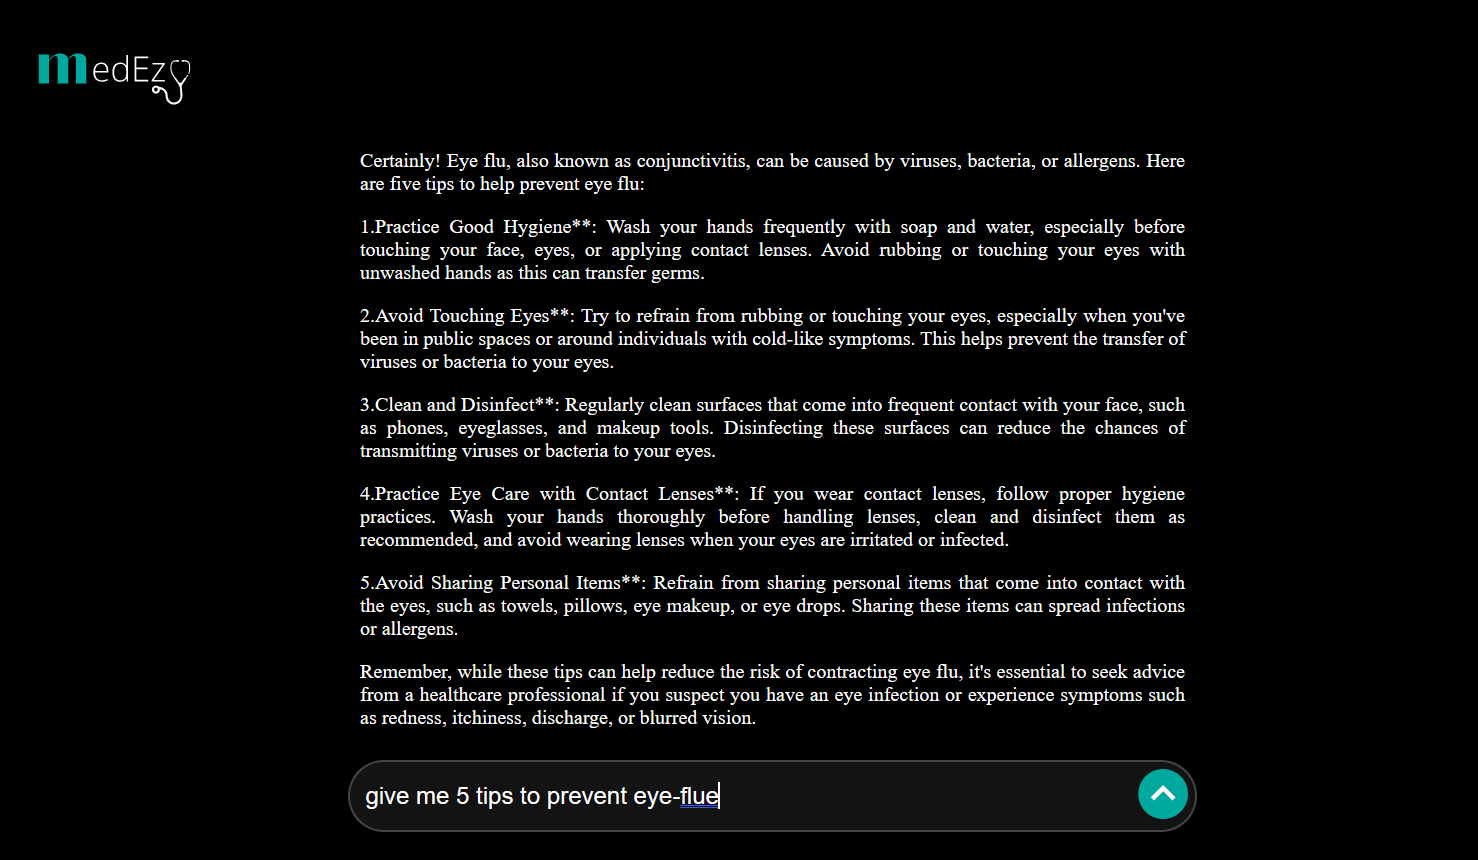 medEzy
Certainly! Eye flu, also known as conjunctivitis, can be caused by viruses, bacteria, or allergens. Here
are five tips to help prevent eye flu:
1.Practice Good Hygiene**: Wash your hands frequently with soap and water, especially before
touching your face, eyes, or applying contact lenses. Avoid rubbing or touching your eyes with
unwashed hands as this can transfer germs.
2.Avoid Touching Eyes**: Try to refrain from rubbing or touching your eyes, especially when you've
been in public spaces or around individuals with cold-like symptoms. This helps prevent the transfer of
viruses or bacteria to your eyes.
3.Clean and Disinfect**: Regularly clean surfaces that come into frequent contact with your face, such
as phones, eyeglasses, and makeup tools. Disinfecting these surfaces can reduce the chances of
transmitting viruses or bacteria to your eyes.
4.Practice Eye Care with Contact Lenses**: If you wear contact lenses, follow proper hygiene
practices. Wash your hands thoroughly before handling lenses, clean and disinfect them as
recommended, and avoid wearing lenses when your eyes are irritated or infected.
5.Avoid Sharing Personal Items**: Refrain from sharing personal items that come into contact with
the eyes, such as towels, pillows, eye makeup, or eye drops. Sharing these items can spread infections
or allergens.
Remember, while these tips can help reduce the risk of contracting eye flu, it's essential to seek advice
from a healthcare professional if you suspect you have an eye infection or experience symptoms such
as redness, itchiness, discharge, or blurred vision.
give me 5 tips to prevent eye-flue